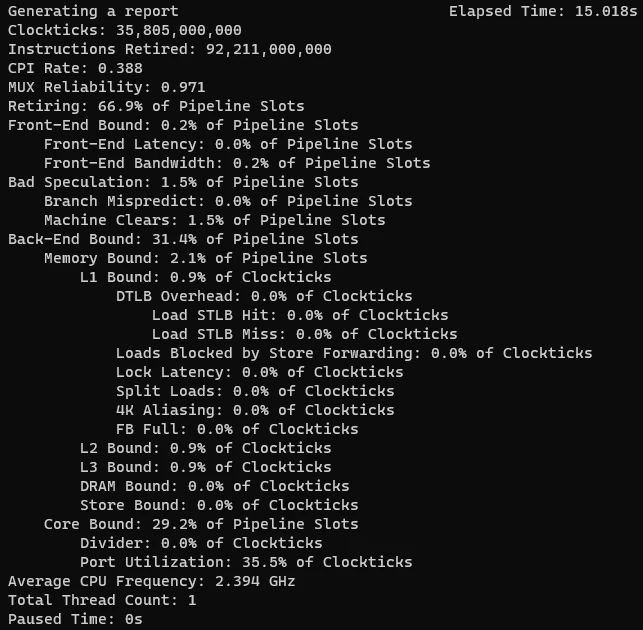 Generating a report Elapsed Time: 15.018s
Clockticks: 35,805,000,000
Instructions Retired: 92,211,000,000
CPI Rate: 0.388
MUX Reliability: 0.971
Retiring: 66.9% of Pipeline Slots
Front-End Bound: 0.2% of Pipeline Slots
Front-End Latency: 0.0% of Pipeline Slots
Front-End Bandwidth: 0.2% of Pipeline Slots
Bad Speculation: 1.5% of Pipeline Slots
Branch Mispredict: 0.0% of Pipeline Slots
Machine Clears: 1.5% of Pipeline Slots
Back-End Bound: 31.4% of Pipeline Slots
Memory Bound: 2.1% of Pipeline Slots
L1 Bound: 0.9% of Clockticks
DTLB Overhead: 0.0% of Clockticks
Load STLB Hit: 0.0% of Clockticks
Load STLB Miss: 0.0% of Clockticks
Loads Blocked by Store Forwarding: 0.0% of Clockticks
Lock Latency: 0.0% of Clockticks
Split Loads: 0.0% of Clockticks
4K Aliasing: 0.0% of Clockticks
FB Full: 0.0% of Clockticks
L2 Bound: 0.9% of Clockticks
L3 Bound: 0.9% of Clockticks
DRAM Bound: 0.0% of Clockticks
Store Bound: 0.0% of Clockticks
Core Bound: 29.2% of Pipeline Slots
Divider: 0.0% of Clockticks
Port Utilization: 35.5% of Clockticks
Average CPU Frequency: 2.394 GHz
Total Thread Count: 1
Paused Time: 0s